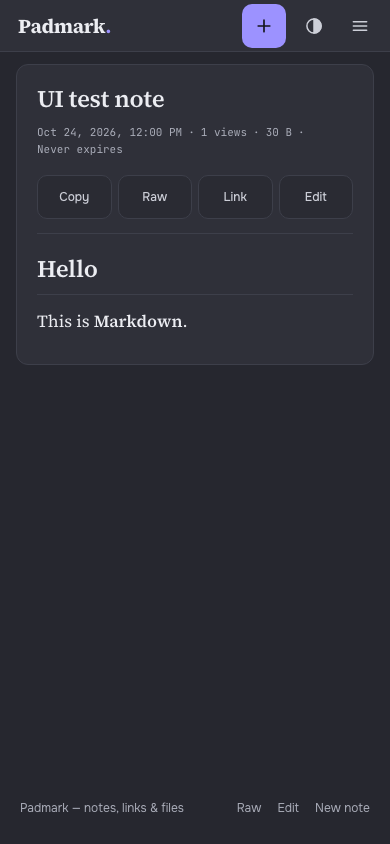 Padmark.
UI test note
Oct 24, 2026, 12:00 PM · 1 views · 30 B ·
Never expires
Copy Raw Link Edit
Hello
This is Markdown.
Padmark — notes, links & files Raw Edit New note